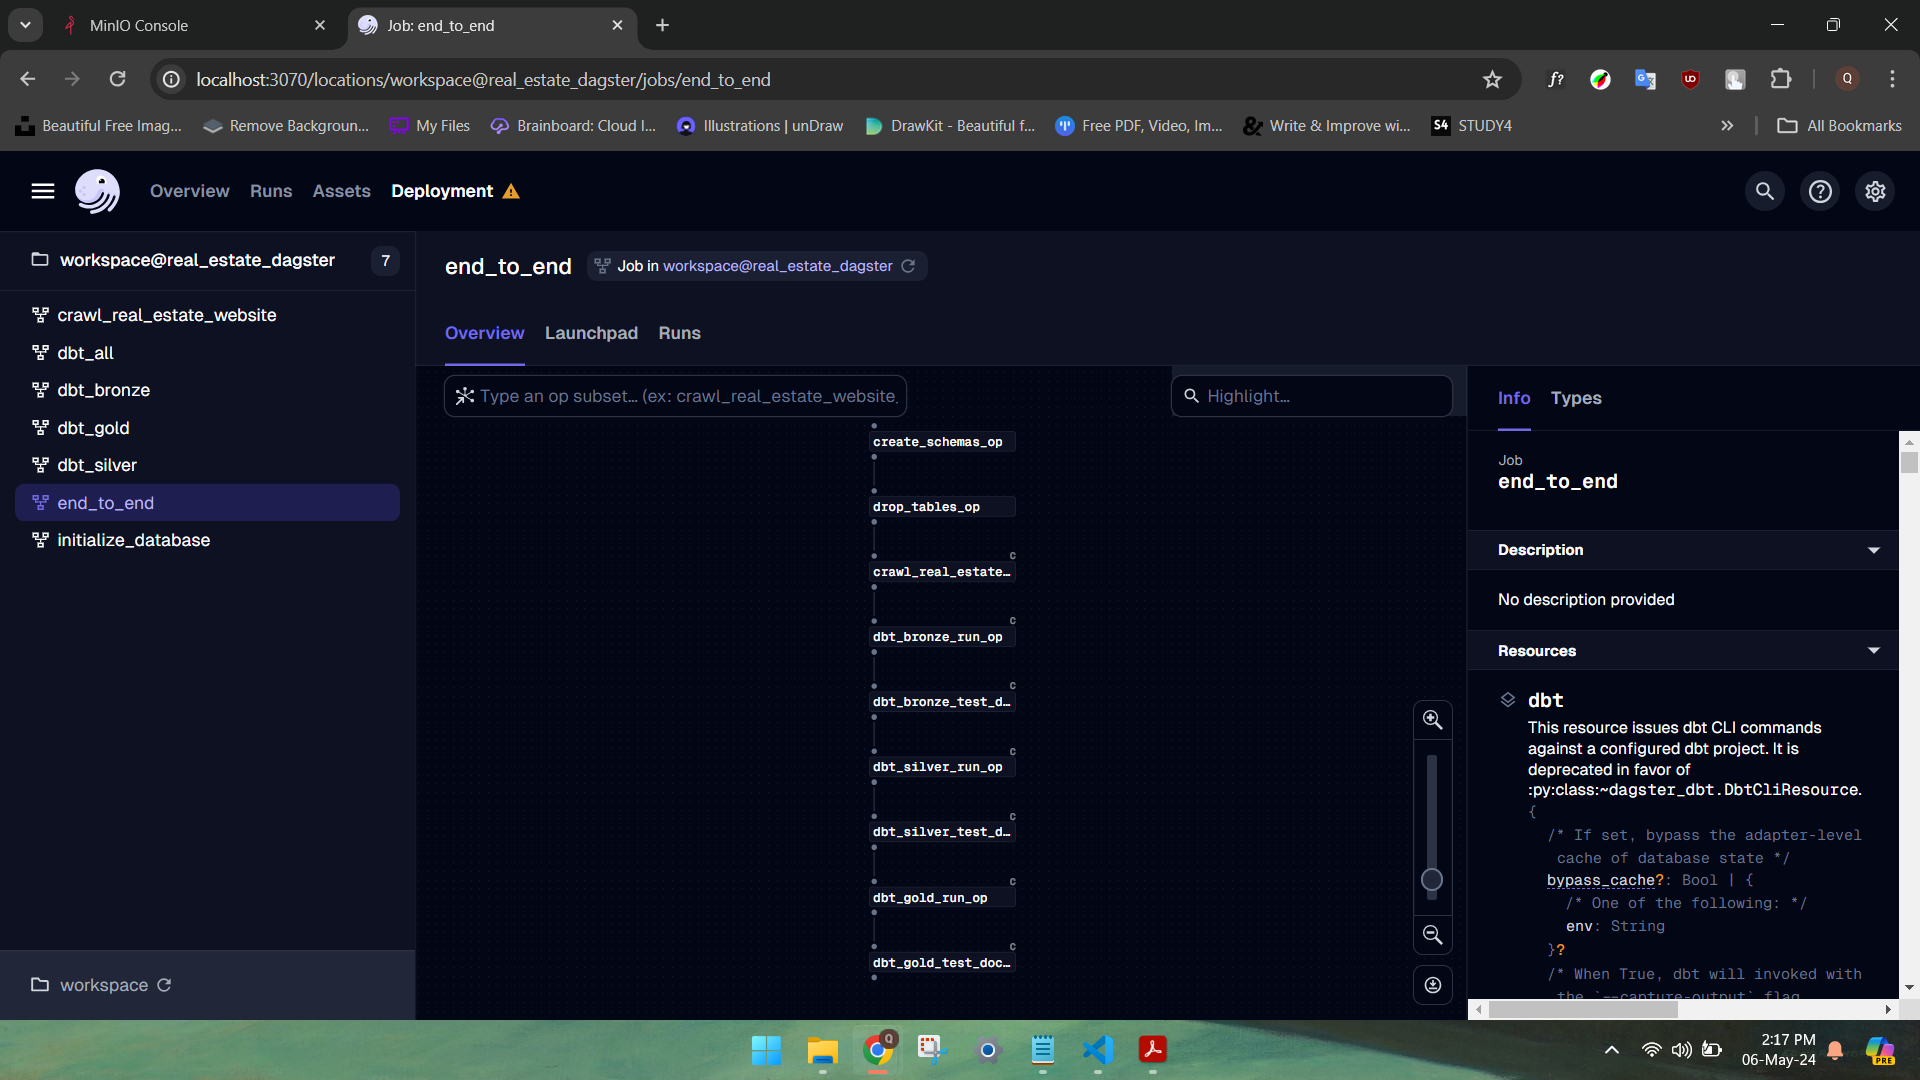 MinIO Console
Job: end_to_end
localhost:3070/locations/workspace@real_estate_dagster/jobs/end_to_end
f?
Q
Beautiful Free Imag...
Remove Backgroun...
My Files
Brainboard: Cloud I...
Illustrations | unDraw
DrawKit - Beautiful f...
Free PDF, Video, Im...
Write & Improve wi...
S4 STUDY4
All Bookmarks
Overview
Runs
Assets
Deployment
workspace@real_estate_dagster
7
crawl_real_estate_website
dbt_all
dbt_bronze
dbt_gold
dbt_silver
end_to_end
initialize_database
workspace
end_to_end
Job in workspace@real_estate_dagster
Overview
Launchpad
Runs
Type an op subset… (ex: crawl_real_estate_website,
Highlight…
create_schemas_op
drop_tables_op
C
crawl_real_estate…
C
dbt_bronze_run_op
C
dbt_bronze_test_d…
C
dbt_silver_run_op
C
dbt_silver_test_d…
C
dbt_gold_run_op
C
dbt_gold_test_doc…
Info
Types
Job
end_to_end
Description
No description provided
Resources
dbt
This resource issues dbt CLI commands
against a configured dbt project. It is
deprecated in favor of
:py:class:~dagster_dbt.DbtCliResource.
{
/* If set, bypass the adapter-level
cache of database state */
bypass_cache?: Bool | {
/* One of the following: */
env: String
}?
/* When True, dbt will invoked with
the `--capture-output` flag
Q
2:17 PM
06-May-24
PRE